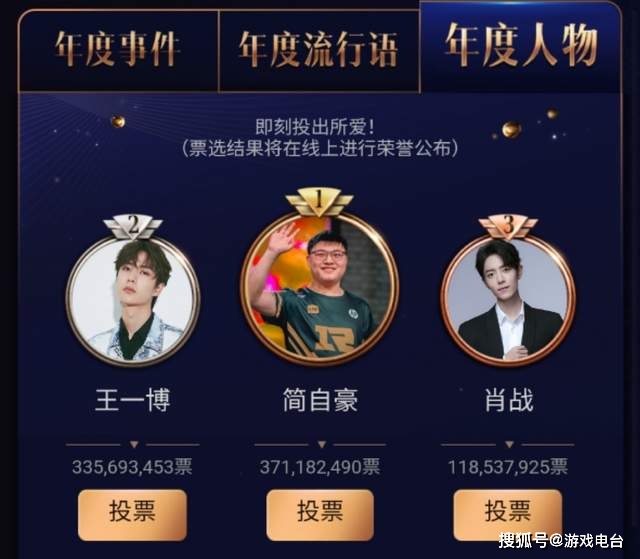 年度事件 年度流行语 年度人物
即刻投出所爱！
（票选结果将在线上进行荣誉公布）
2 1 3
王一博 简自豪 肖战
335,693,453票 371,182,490票 118,537,925票
投票 投票 投票
搜狐号@游戏电台